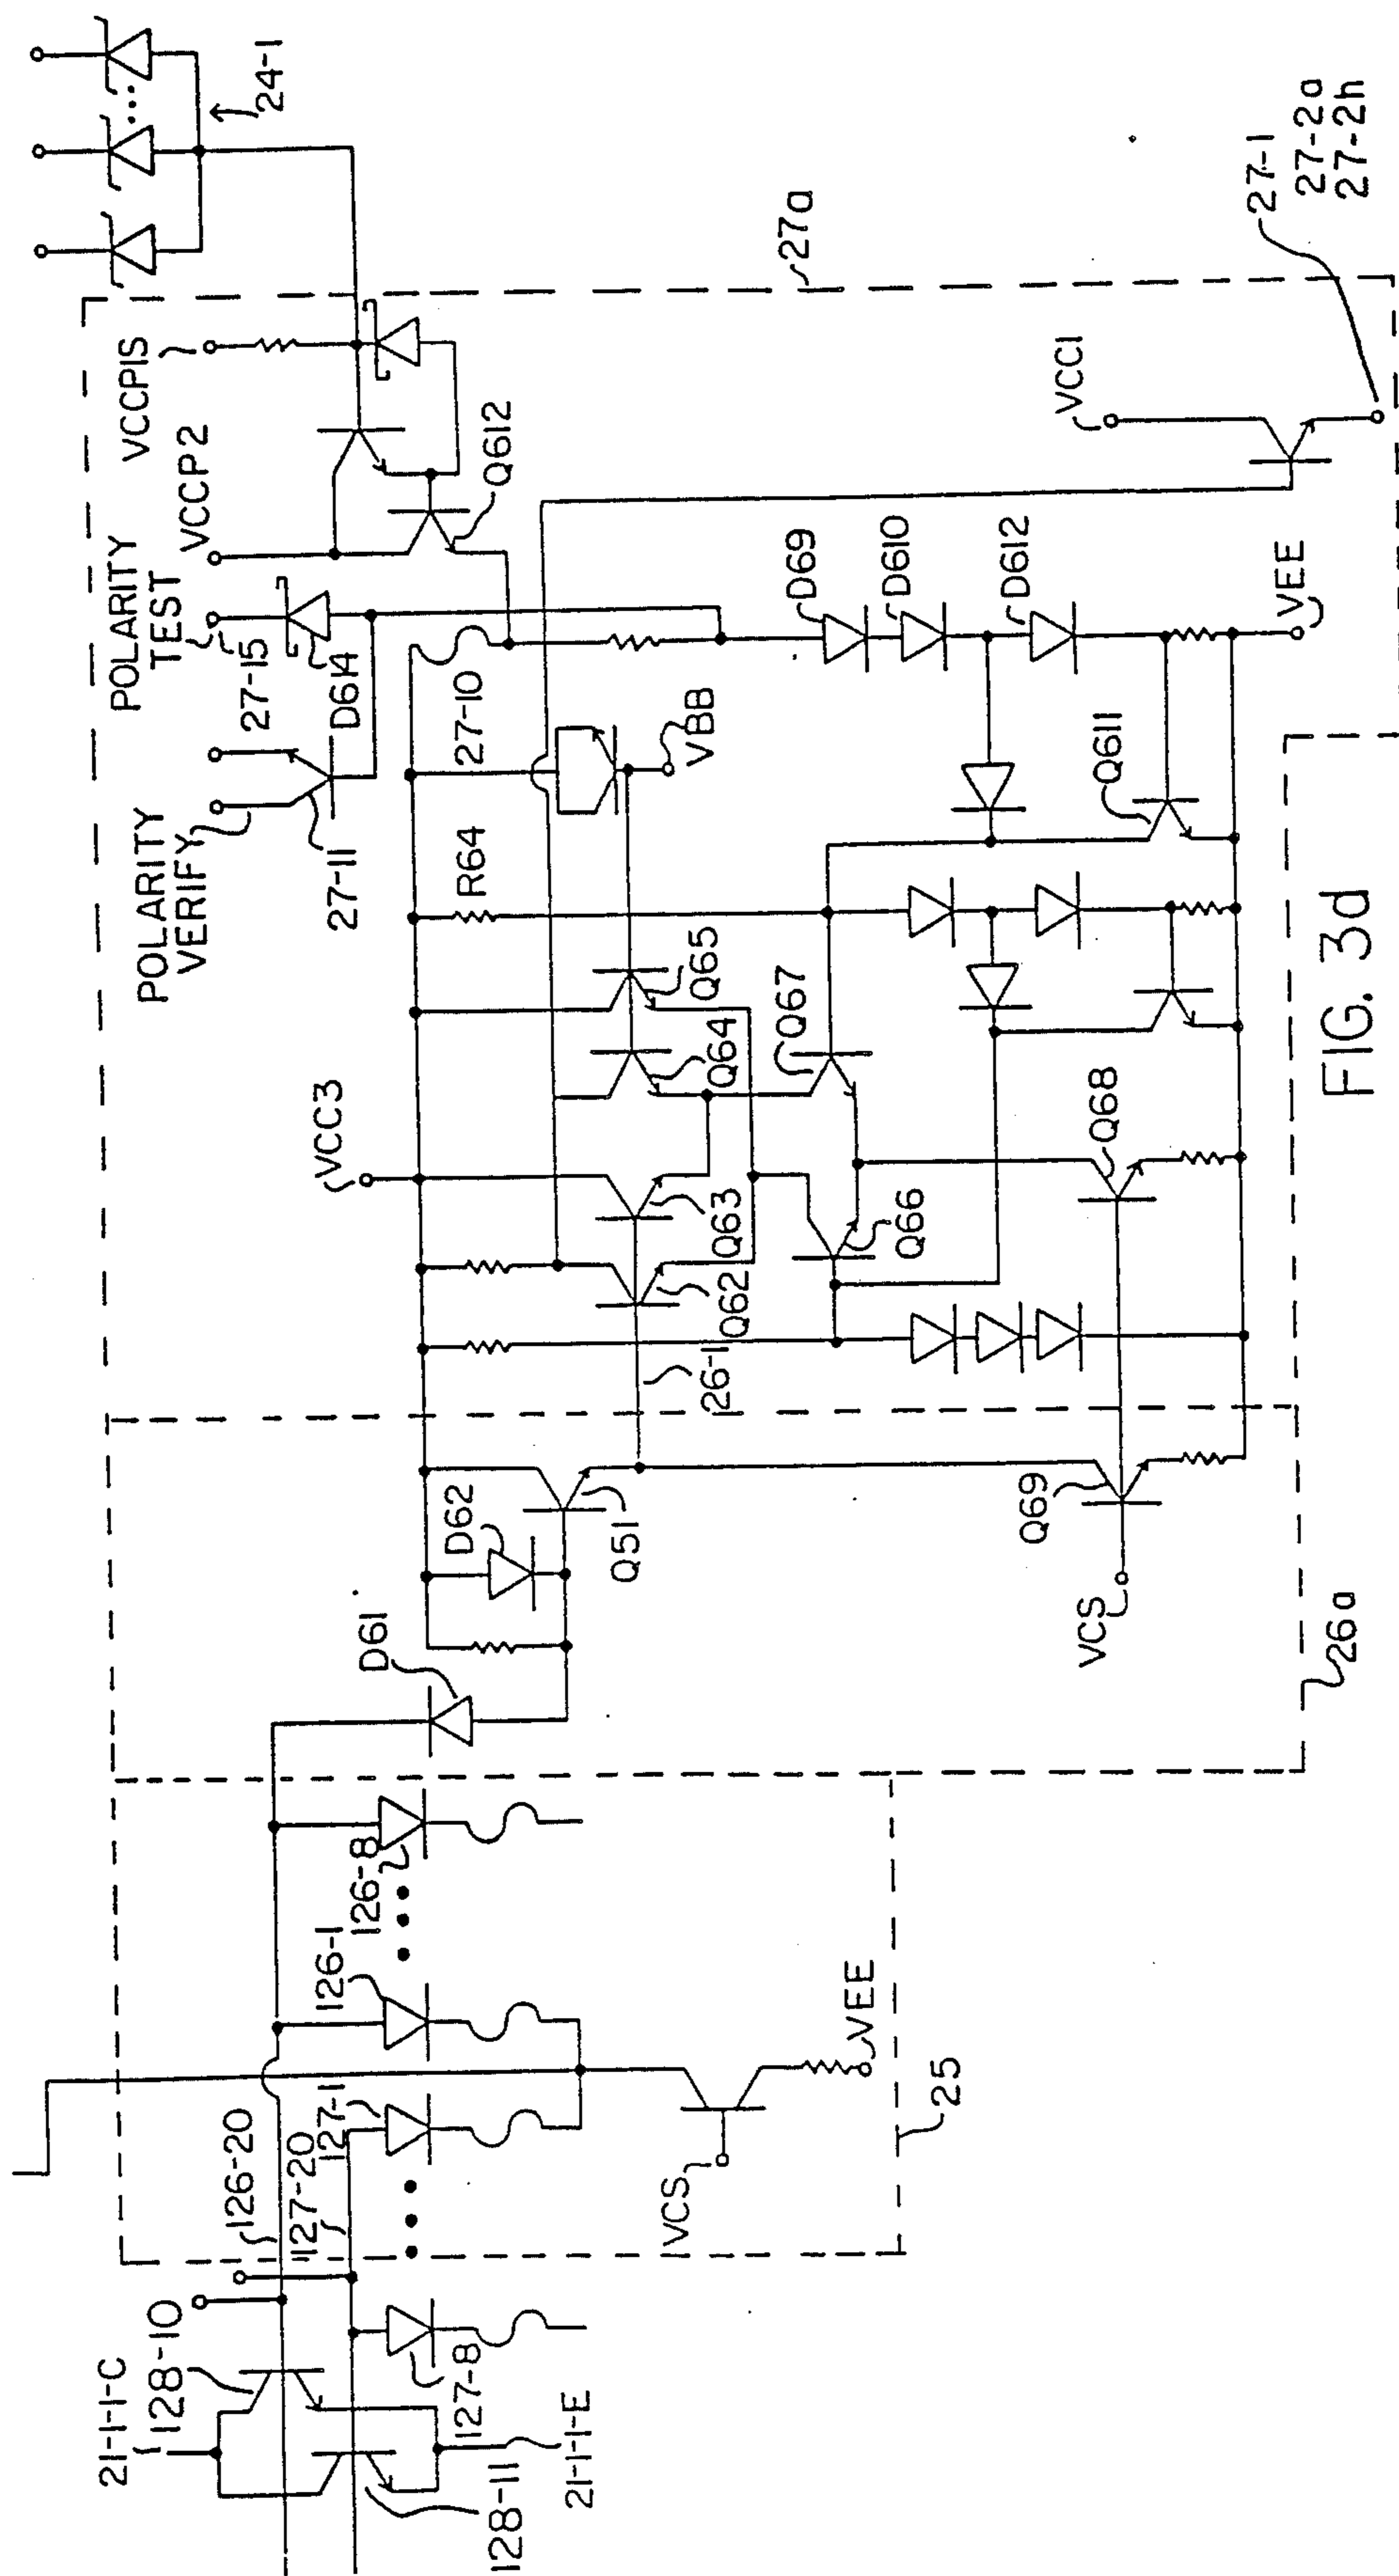 21-1-1-C
128-10
126-20
127-20
127-1
126-1
126-8
127-8
128-11
21-1-1-E
VCS
VEE
25
D61
D62
Q51
26-1
Q69
VCS
26a
VCC3
Q62
Q63
Q64
Q65
Q66
Q67
Q68
R64
POLARITY
VERIFY
27-11
POLARITY
TEST
27-15
D614
27-10
VBB
VCCP2
VCCPIS
Q612
24-1
27a
D69
D610
D612
Q611
VEE
VCC1
27-1
27-2a
27-2h
FIG. 3d